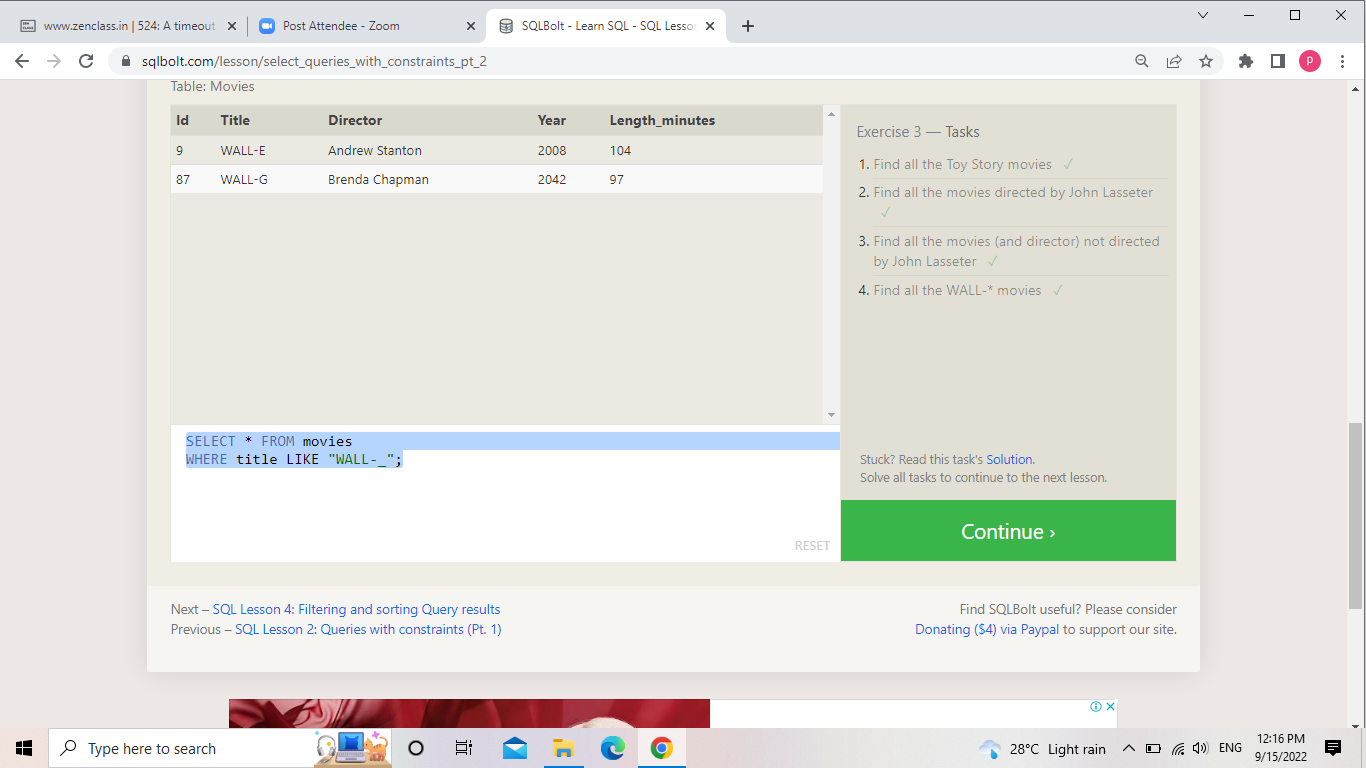 www.zenclass.in | 524: A timeout
Post Attendee - Zoom
SQLBolt - Learn SQL - SQL Lesson
sqlbolt.com/lesson/select_queries_with_constraints_pt_2
P
Table: Movies
Id Title Director Year Length_minutes
9 WALL-E Andrew Stanton 2008 104
87 WALL-G Brenda Chapman 2042 97
SELECT * FROM movies
WHERE title LIKE "WALL-_";
RESET
Exercise 3 — Tasks
1. Find all the Toy Story movies ✓
2. Find all the movies directed by John Lasseter
✓
3. Find all the movies (and director) not directed
by John Lasseter ✓
4. Find all the WALL-* movies ✓
Stuck? Read this task's Solution.
Solve all tasks to continue to the next lesson.
Continue ›
Next – SQL Lesson 4: Filtering and sorting Query results
Previous – SQL Lesson 2: Queries with constraints (Pt. 1)
Find SQLBolt useful? Please consider
Donating ($4) via Paypal to support our site.
Type here to search
28°C Light rain
ENG
12:16 PM
9/15/2022